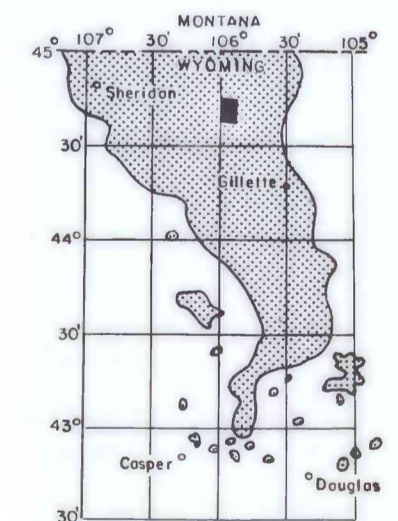 MONTANA
45° 107° 30' 106° 30' 105°
WYOMING
Sheridan
30'
Gillette
44°
30'
43°
Casper
Douglas
30'